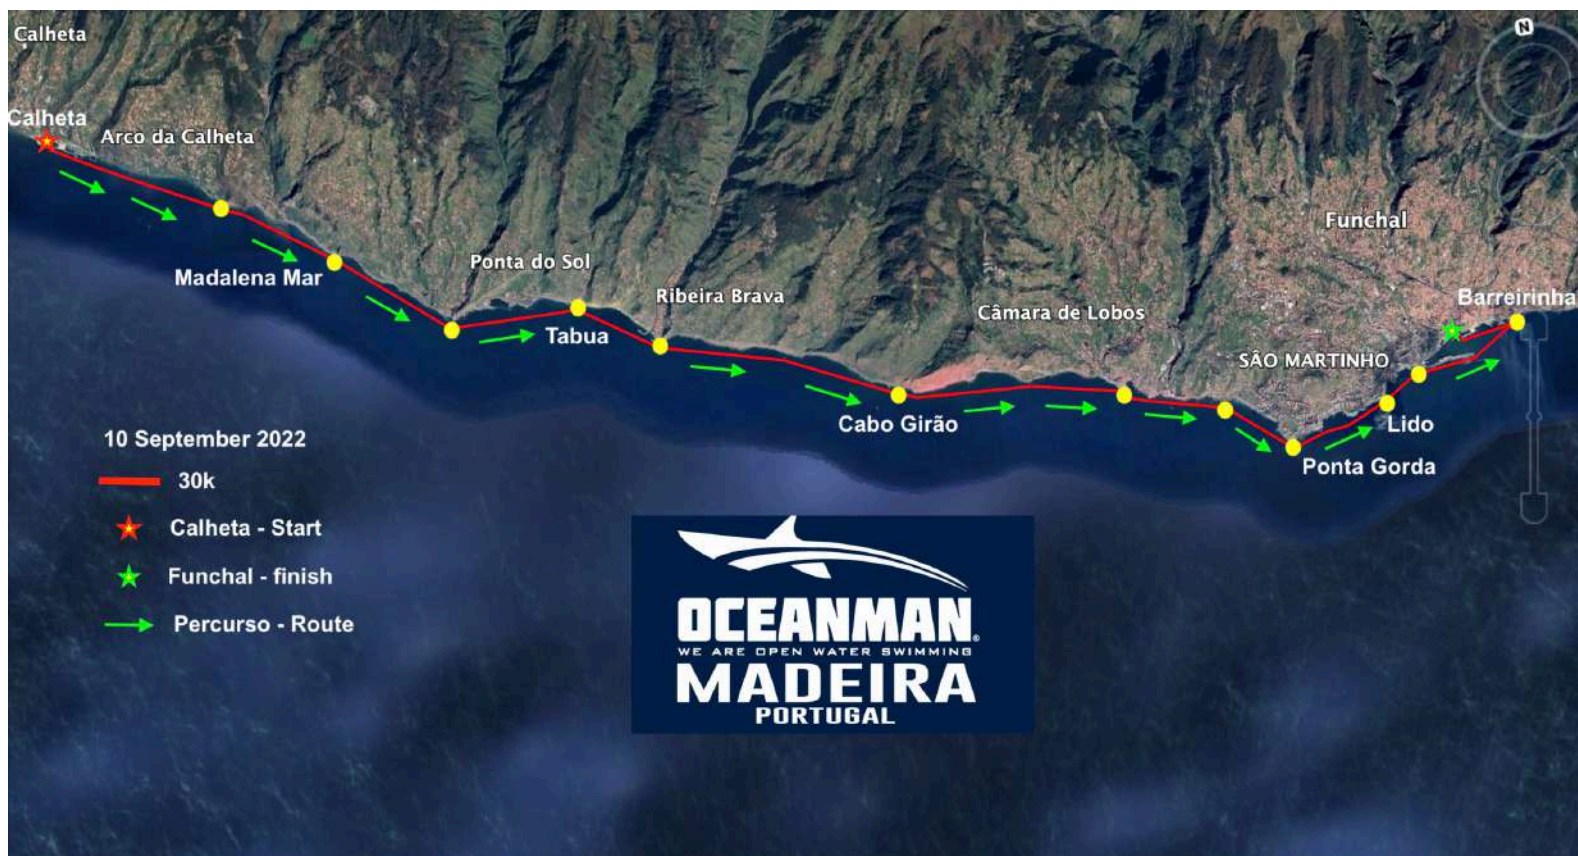 N
Calheta
Calheta
Arco da Calheta
Funchal
Ponta do Sol
Madalena Mar
Ribeira Brava
Barreirinha
Câmara de Lobos
Tabua
SÃO MARTINHO
Cabo Girão
Lido
Ponta Gorda
10 September 2022
30k
Calheta - Start
Funchal - finish
Percurso - Route
OCEANMAN®
WE ARE OPEN WATER SWIMMING
MADEIRA
PORTUGAL